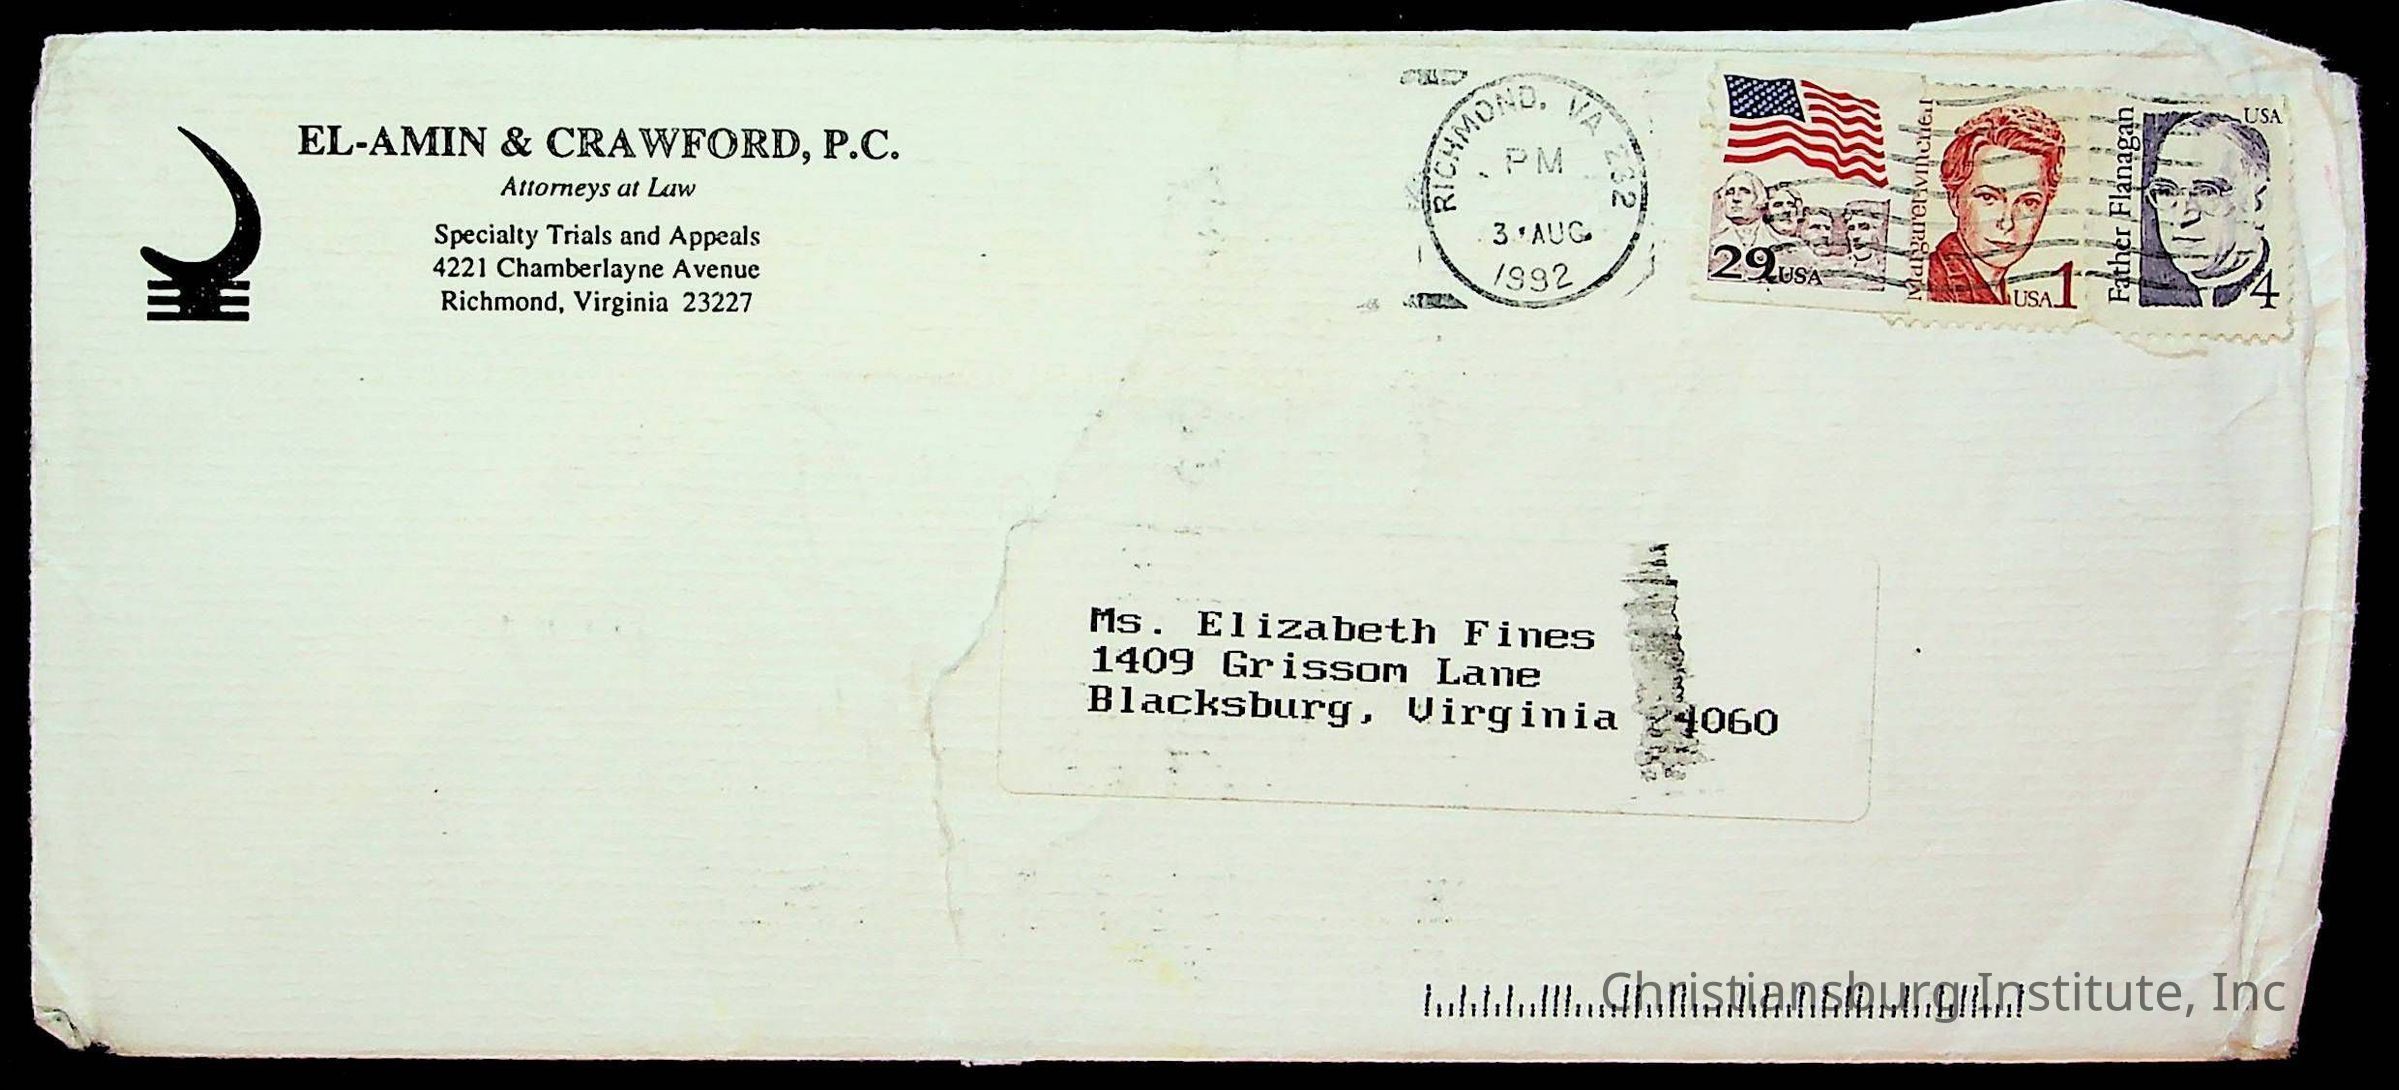 EL-AMIN & CRAWFORD, P.C.
Attorneys at Law
Specialty Trials and Appeals
4221 Chamberlayne Avenue
Richmond, Virginia 23227
RICHMOND, VA 232
PM
3 AUG
1992
29 USA
Margaret Mitchell
USA 1
Father Flanagan
USA
4
Ms. Elizabeth Fines
1409 Grissom Lane
Blacksburg, Virginia 24060
Christiansburg Institute, Inc